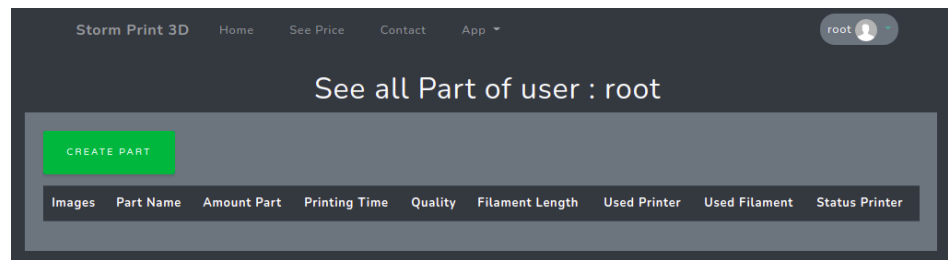 Storm Print 3D Home See Price Contact App root
See all Part of user : root
CREATE PART
Images Part Name Amount Part Printing Time Quality Filament Length Used Printer Used Filament Status Printer